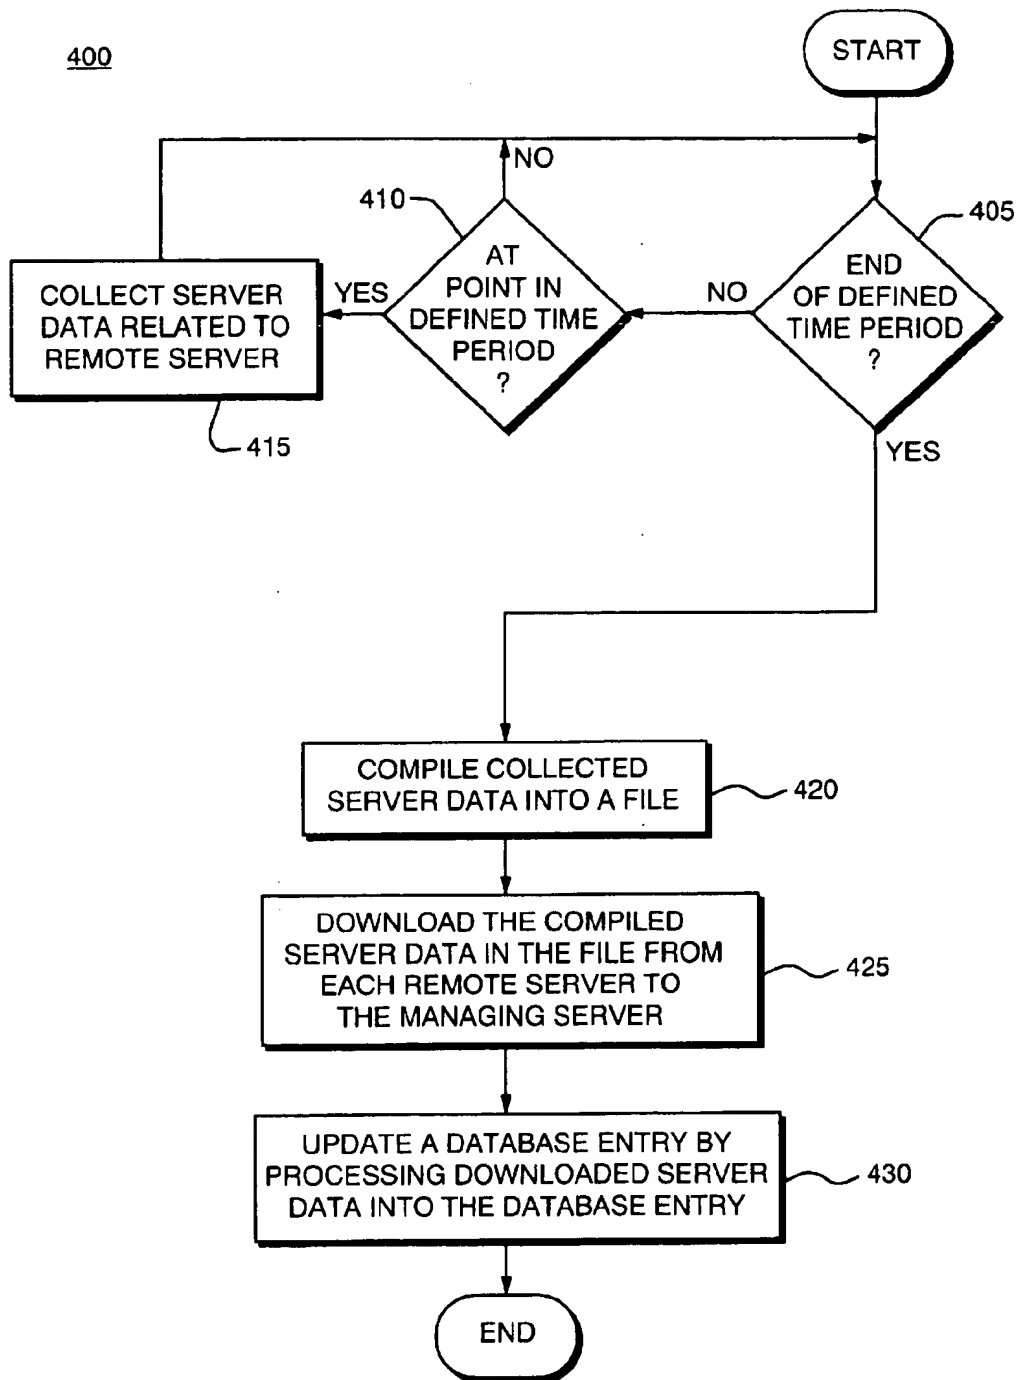 400
START
NO
410
405
AT
POINT IN
DEFINED TIME
PERIOD
?
END
OF DEFINED
TIME PERIOD
?
NO
YES
COLLECT SERVER
DATA RELATED TO
REMOTE SERVER
415
YES
COMPILE COLLECTED
SERVER DATA INTO A FILE
420
DOWNLOAD THE COMPILED
SERVER DATA IN THE FILE FROM
EACH REMOTE SERVER TO
THE MANAGING SERVER
425
UPDATE A DATABASE ENTRY BY
PROCESSING DOWNLOADED SERVER
DATA INTO THE DATABASE ENTRY
430
END